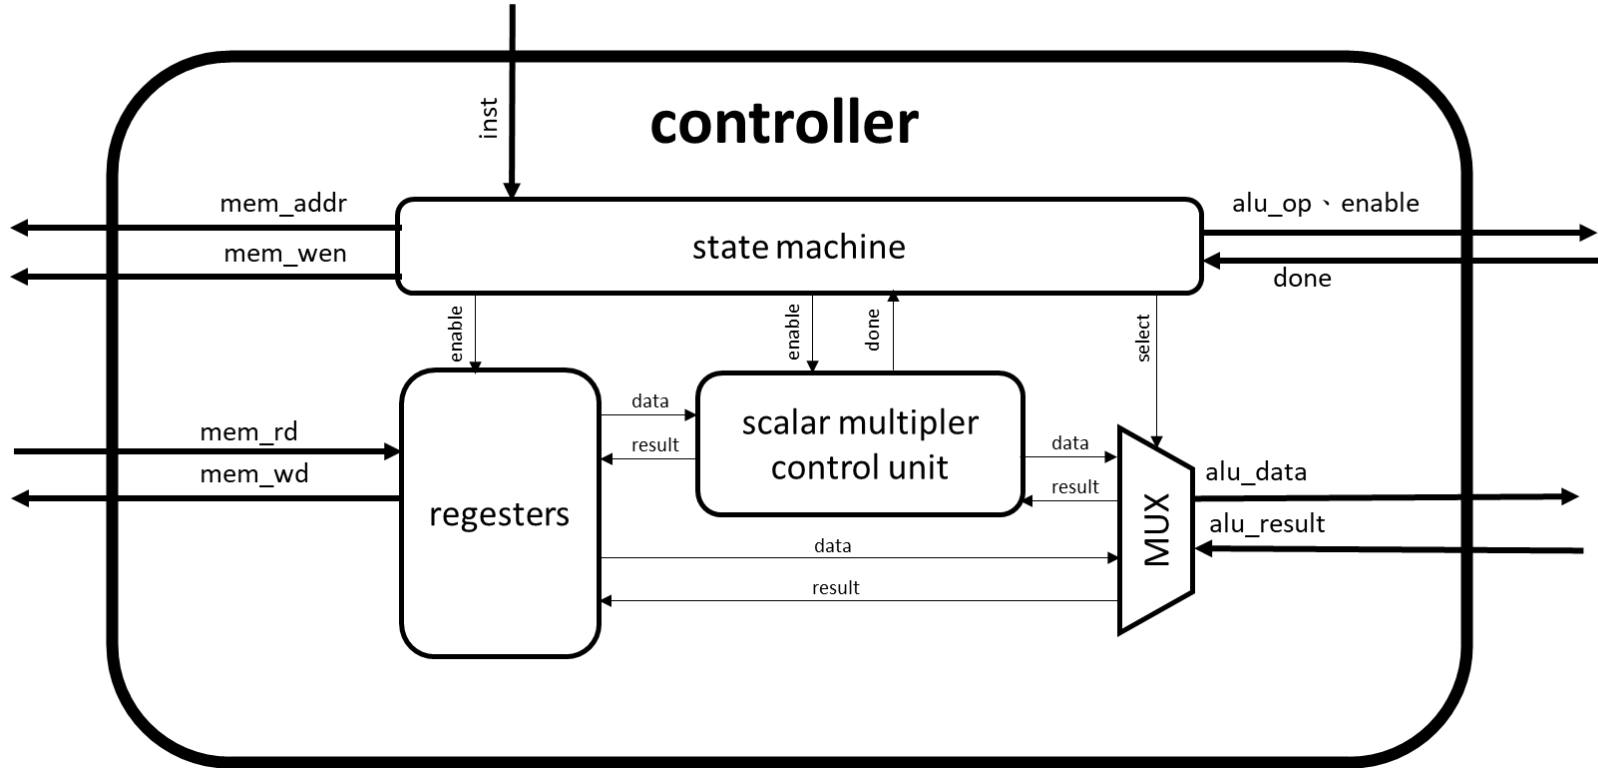 controller
inst
mem_addr
mem_wen
state machine
alu_op、enable
done
enable
enable
done
select
mem_rd
mem_wd
regesters
data
result
scalar multipler
control unit
data
result
data
result
MUX
alu_data
alu_result